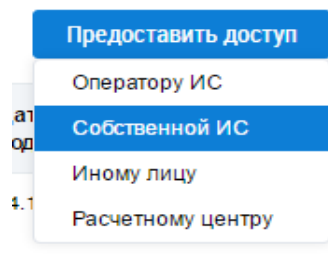 Предоставить доступ
Оператору ИС
Собственной ИС
Иному лицу
Расчетному центру